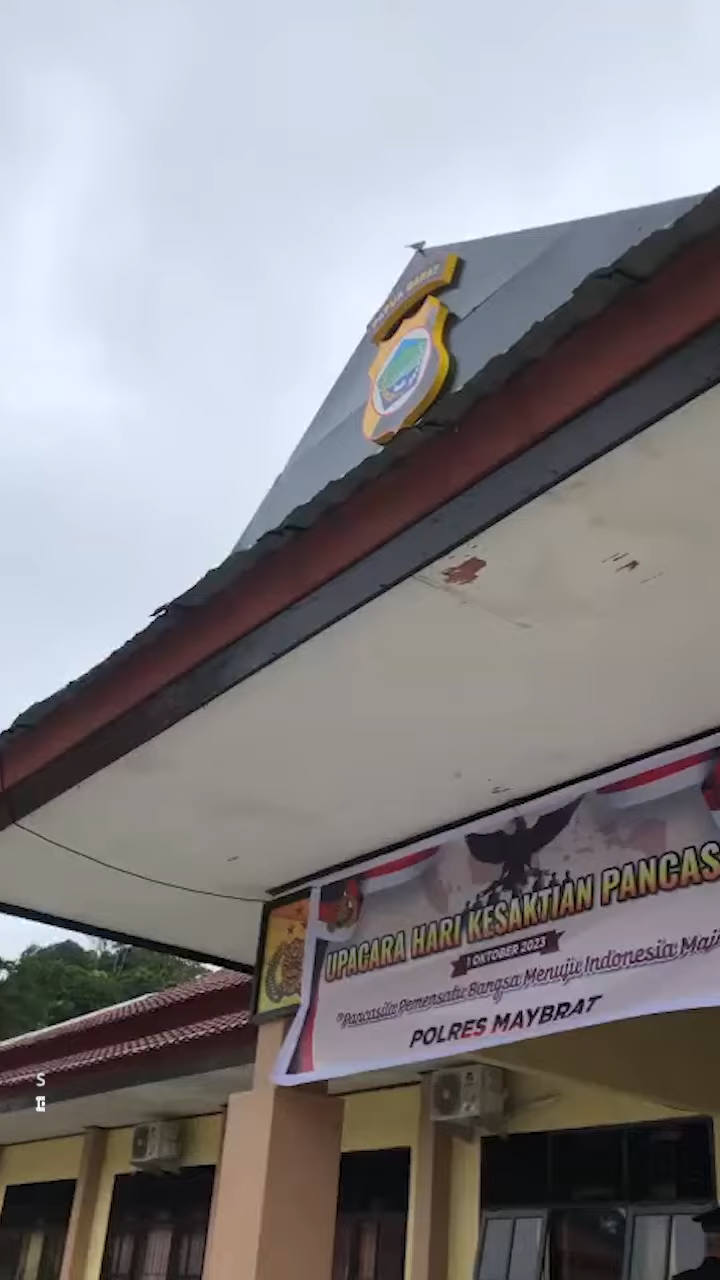 PAPUA BARAT
UPACARA HARI KESAKTIAN PANCAS
1 OKTOBER 2023
"Pancasila Pemersatu Bangsa Menuju Indonesia Maj
POLRES MAYBRAT
S